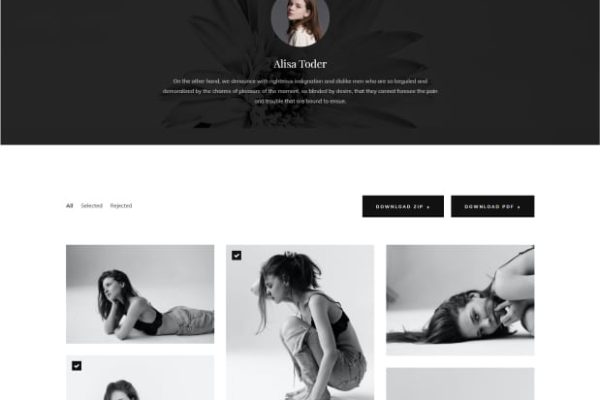 Alisa Toder
On the other hand, we denounce with righteous indignation and dislike men who are so beguiled and
demoralized by the charms of pleasure of the moment, so blinded by desire, that they cannot foresee the pain
and trouble that are bound to ensue.
All Selected Rejected
DOWNLOAD ZIP DOWNLOAD PDF